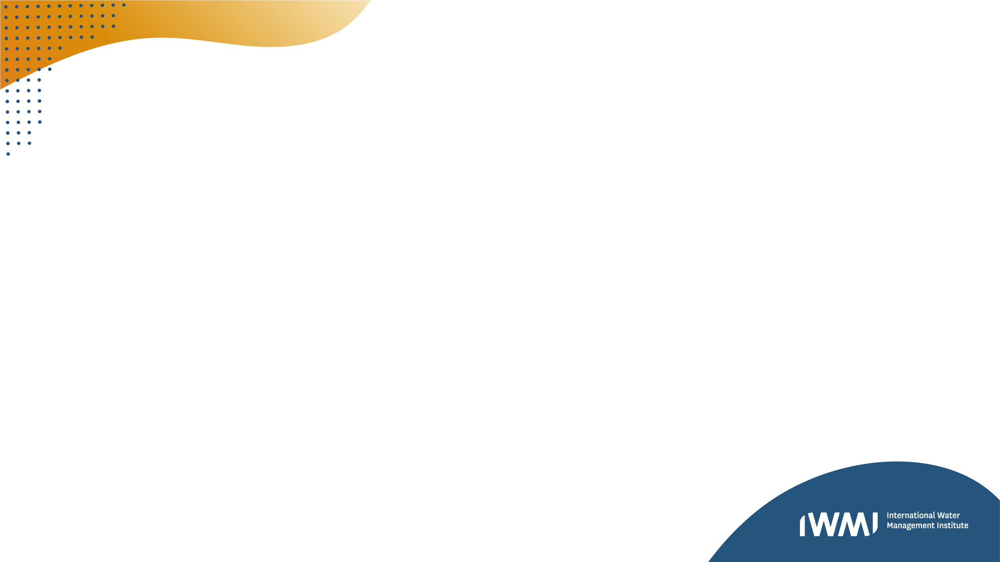 IWMI
International Water
Management Institute